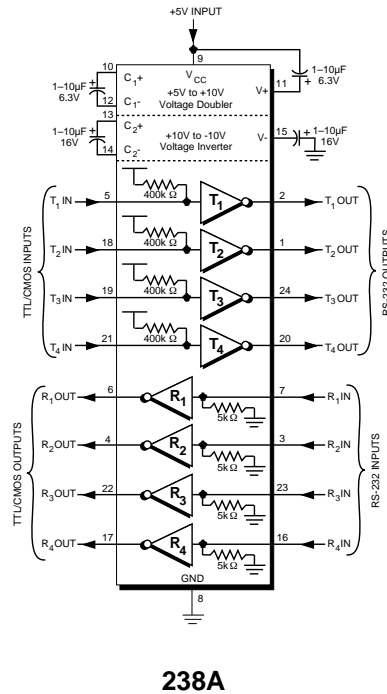 +5V INPUT
9
V CC
+5V to +10V
Voltage Doubler
10
C1+
1–10µF +
6.3V
12
C1-
V+
11
+
1–10µF
6.3V
13
C2+
1–10µF +
16V
14
C2-
+10V to -10V
Voltage Inverter
V-
15
+
1–10µF
16V
TTL/CMOS INPUTS
T1 IN 5 400k Ω T1 2 T1 OUT
T2 IN 18 400k Ω T2 1 T2 OUT
T3 IN 19 400k Ω T3 24 T3 OUT
T4 IN 21 400k Ω T4 20 T4 OUT
RS-232 OUTPUTS
TTL/CMOS OUTPUTS
R1 OUT 6 R1 5k Ω 7 R1 IN
R2 OUT 4 R2 5k Ω 3 R2 IN
R3 OUT 22 R3 5k Ω 23 R3 IN
R4 OUT 17 R4 5k Ω 16 R4 IN
RS-232 INPUTS
GND
8
238A